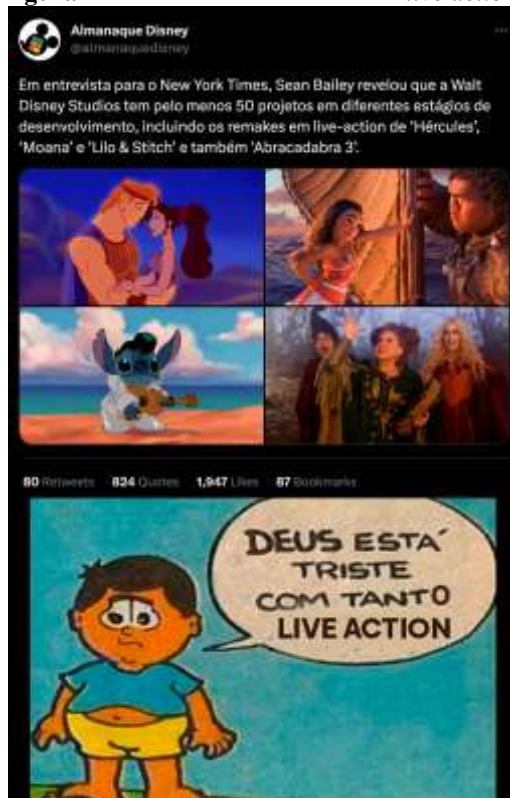 Almanaque Disney
@almanaquedisney
Em entrevista para o New York Times, Sean Bailey revelou que a Walt
Disney Studios tem pelo menos 50 projetos em diferentes estágios de
desenvolvimento, incluindo os remakes em live-action de 'Hércules',
'Moana' e 'Lilo & Stitch' e também 'Abracadabra 3'.
80 Retweets 824 Quotes 1,947 Likes 87 Bookmarks
DEUS ESTÁ
TRISTE
COM TANTO
LIVE ACTION